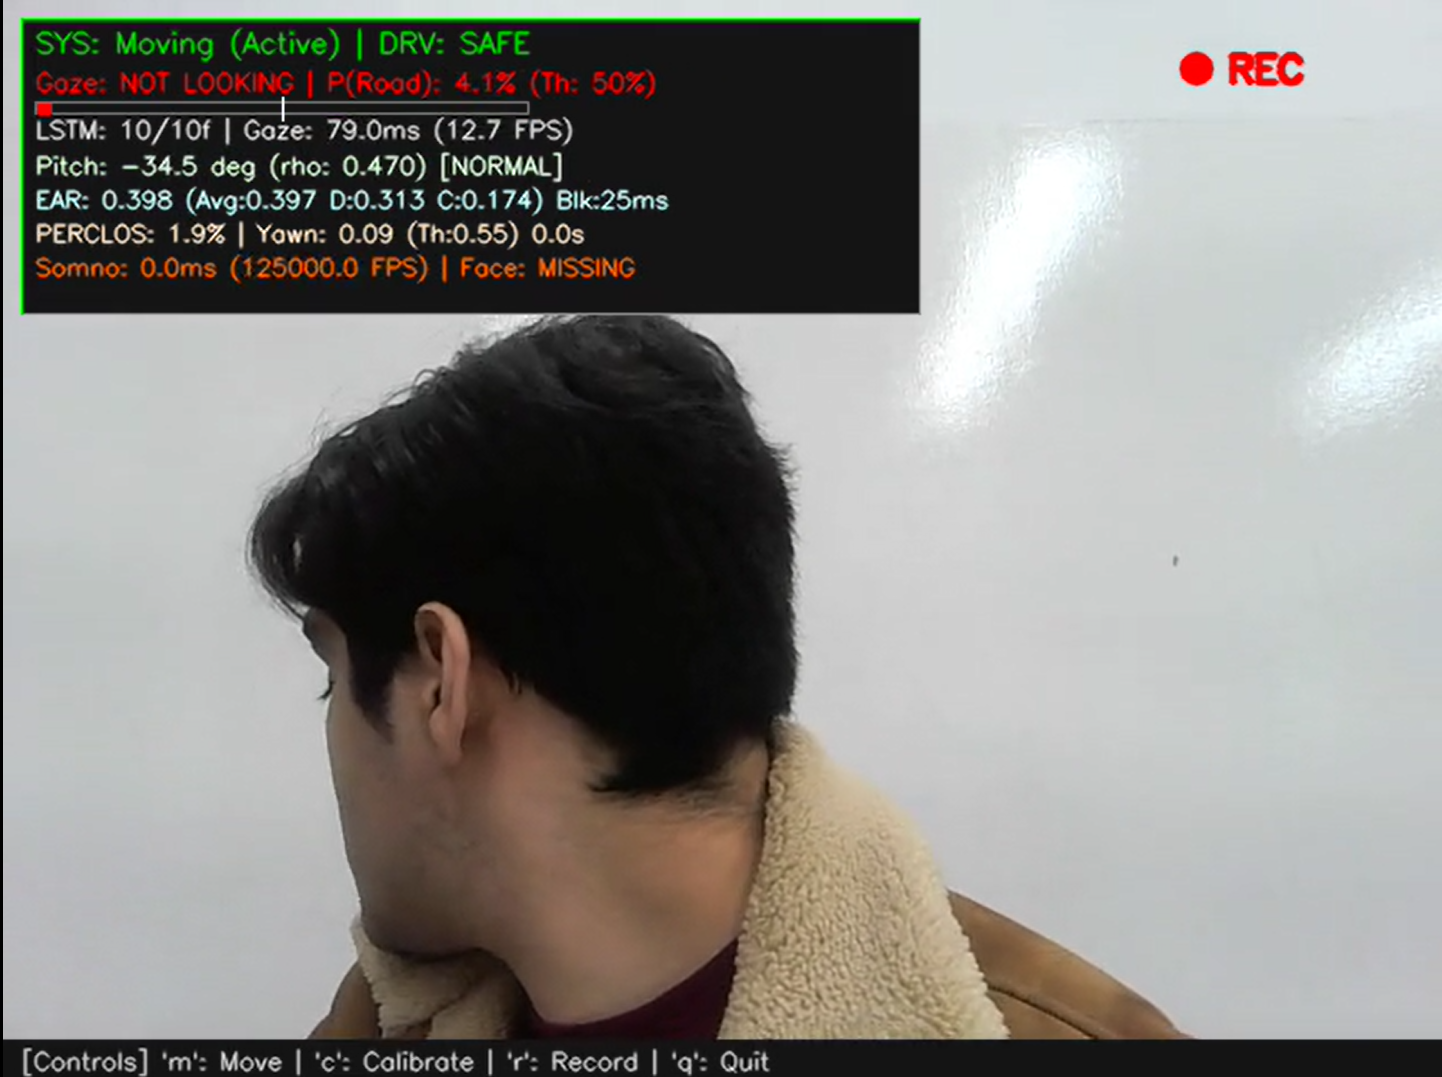 SYS: Moving (Active) | DRV: SAFE
REC
Gaze: NOT LOOKING | P(Road): 4.1% (Th: 50%)
LSTM: 10/10f | Gaze: 79.0ms (12.7 FPS)
Pitch: -34.5 deg (rho: 0.470) [NORMAL]
EAR: 0.398 (Avg:0.397 D:0.313 C:0.174) Blk:25ms
PERCLOS: 1.9% | Yawn: 0.09 (Th:0.55) 0.0s
Somno: 0.0ms (125000.0 FPS) | Face: MISSING
[Controls] 'm': Move | 'c': Calibrate | 'r': Record | 'q': Quit